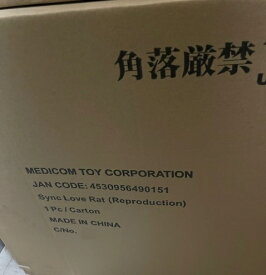 角落厳禁
MEDICOM TOY CORPORATION
JAN CODE: 4530956490151
Sync Love Rat (Reproduction)
1 Pc / Carton
MADE IN CHINA
C/No.